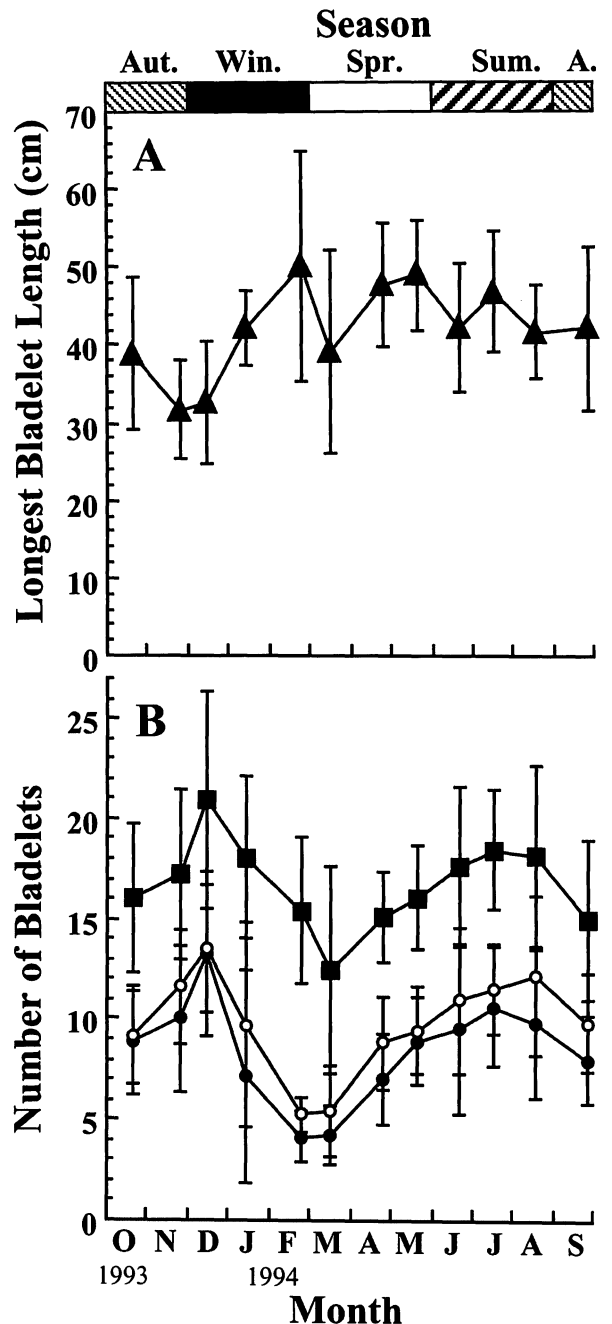 Season
Aut. Win. Spr. Sum. A.
A
Longest Bladelet Length (cm)
70
60
50
40
30
20
10
0
B
Number of Bladelets
25
20
15
10
5
0
O N D J F M A M J J A S
1993 1994
Month